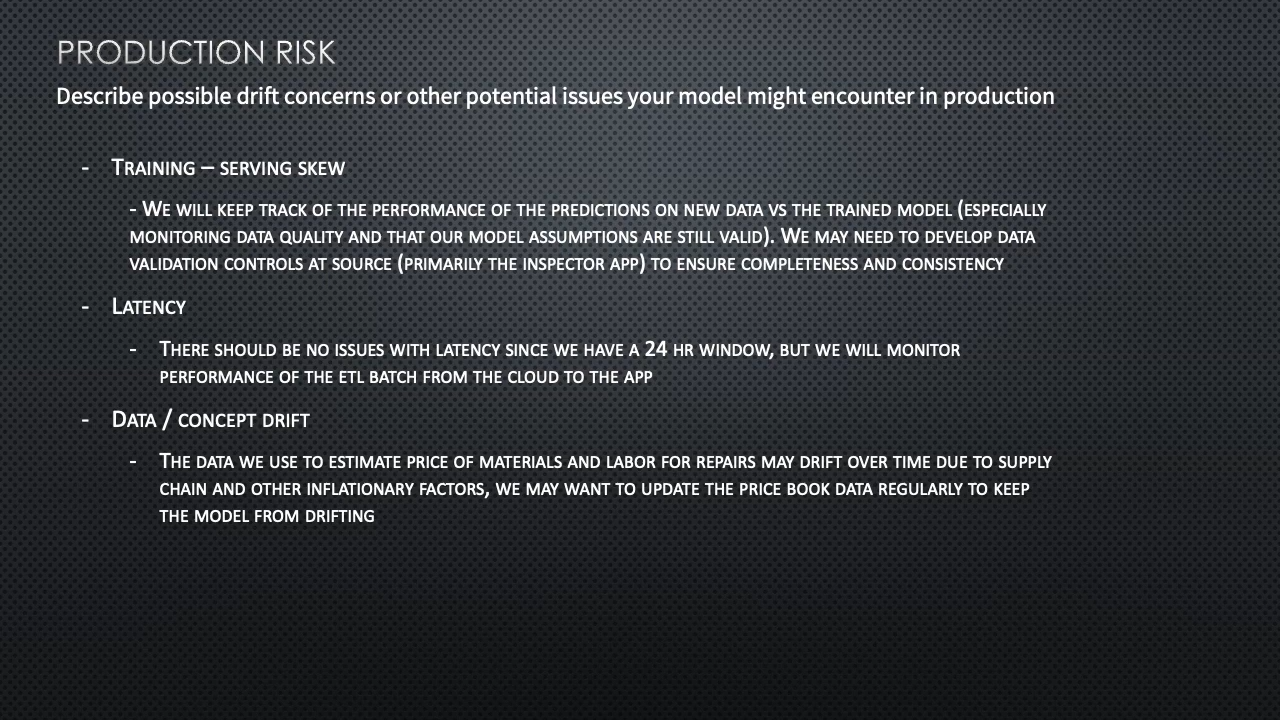 PRODUCTION RISK
Describe possible drift concerns or other potential issues your model might encounter in production
- TRAINING – SERVING SKEW
- WE WILL KEEP TRACK OF THE PERFORMANCE OF THE PREDICTIONS ON NEW DATA VS THE TRAINED MODEL (ESPECIALLY
MONITORING DATA QUALITY AND THAT OUR MODEL ASSUMPTIONS ARE STILL VALID). WE MAY NEED TO DEVELOP DATA
VALIDATION CONTROLS AT SOURCE (PRIMARILY THE INSPECTOR APP) TO ENSURE COMPLETENESS AND CONSISTENCY
- LATENCY
- THERE SHOULD BE NO ISSUES WITH LATENCY SINCE WE HAVE A 24 HR WINDOW, BUT WE WILL MONITOR
PERFORMANCE OF THE ETL BATCH FROM THE CLOUD TO THE APP
- DATA / CONCEPT DRIFT
- THE DATA WE USE TO ESTIMATE PRICE OF MATERIALS AND LABOR FOR REPAIRS MAY DRIFT OVER TIME DUE TO SUPPLY
CHAIN AND OTHER INFLATIONARY FACTORS, WE MAY WANT TO UPDATE THE PRICE BOOK DATA REGULARLY TO KEEP
THE MODEL FROM DRIFTING